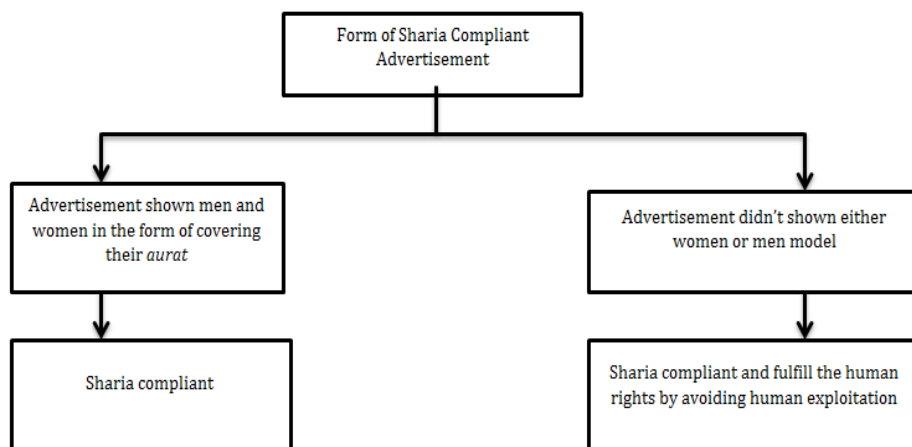 Form of Sharia Compliant
Advertisement
Advertisement shown men and
women in the form of covering
their aurat
Advertisement didn't shown either
women or men model
Sharia compliant
Sharia compliant and fulfill the human
rights by avoiding human exploitation